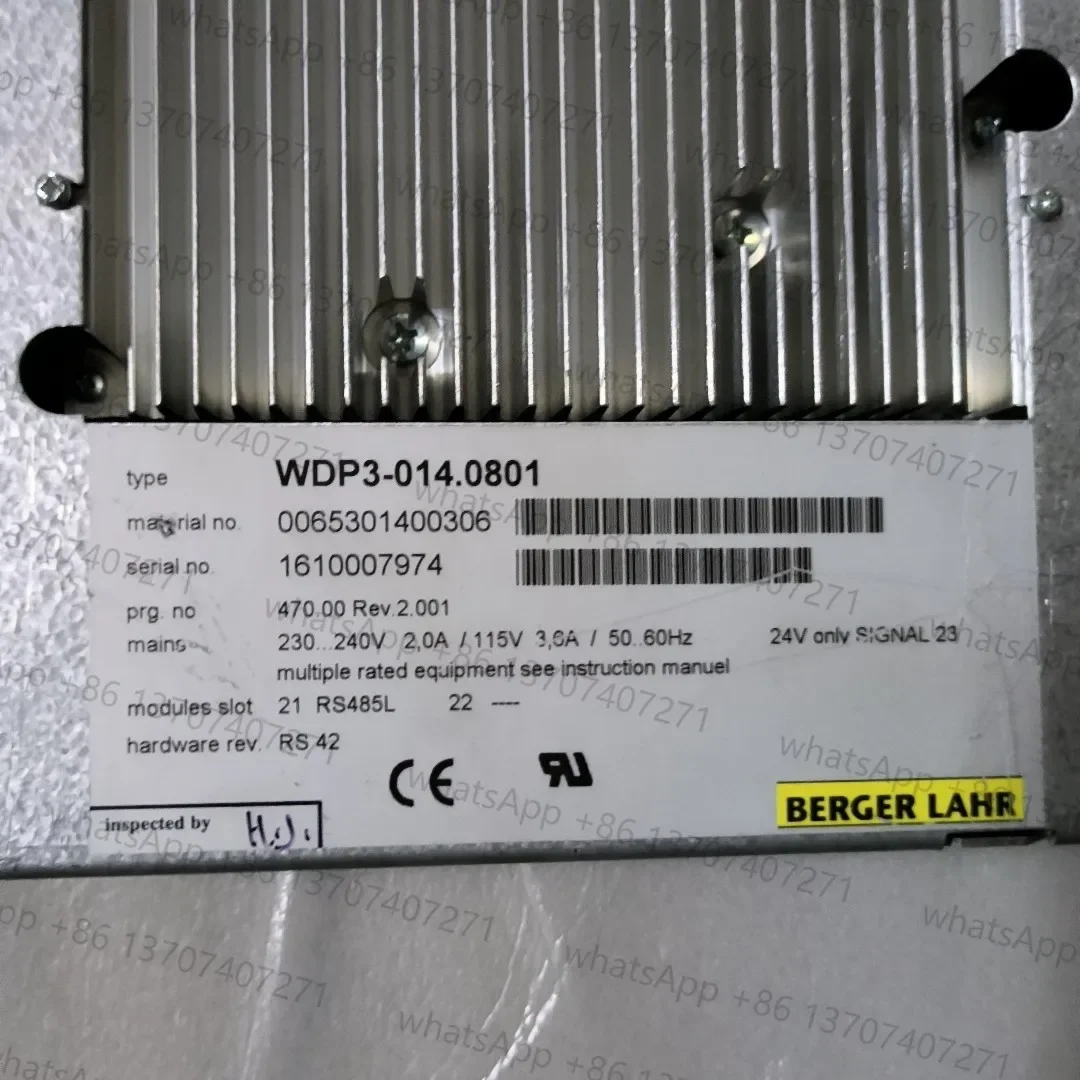 type WDP3-014.0801
material no. 0065301400306
serial no. 1610007974
prg. no 470.00 Rev.2.001
mains 230...240V 2,0A / 115V 3,6A / 50..60Hz 24V only SIGNAL 23
multiple rated equipment see instruction manuel
modules slot 21 RS485L 22 ----
hardware rev. RS 42
CE RU
inspected by H.J.
BERGER LAHR
whatsApp +86 13707407271